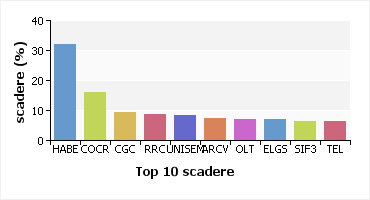 40
30
20
10
0
scadere (%)
HABE COCR CGC RRC UNISEM ARCV OLT ELGS SIF3 TEL
Top 10 scadere